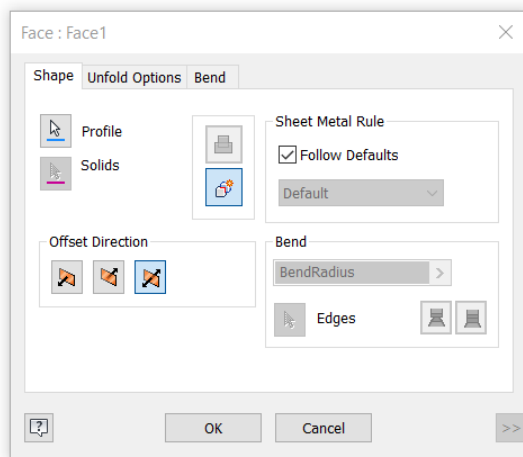 Face : Face1
Shape
Unfold Options
Bend
Profile
Solids
Sheet Metal Rule
Follow Defaults
Default
Offset Direction
Bend
BendRadius
>
Edges
?
OK
Cancel
>>